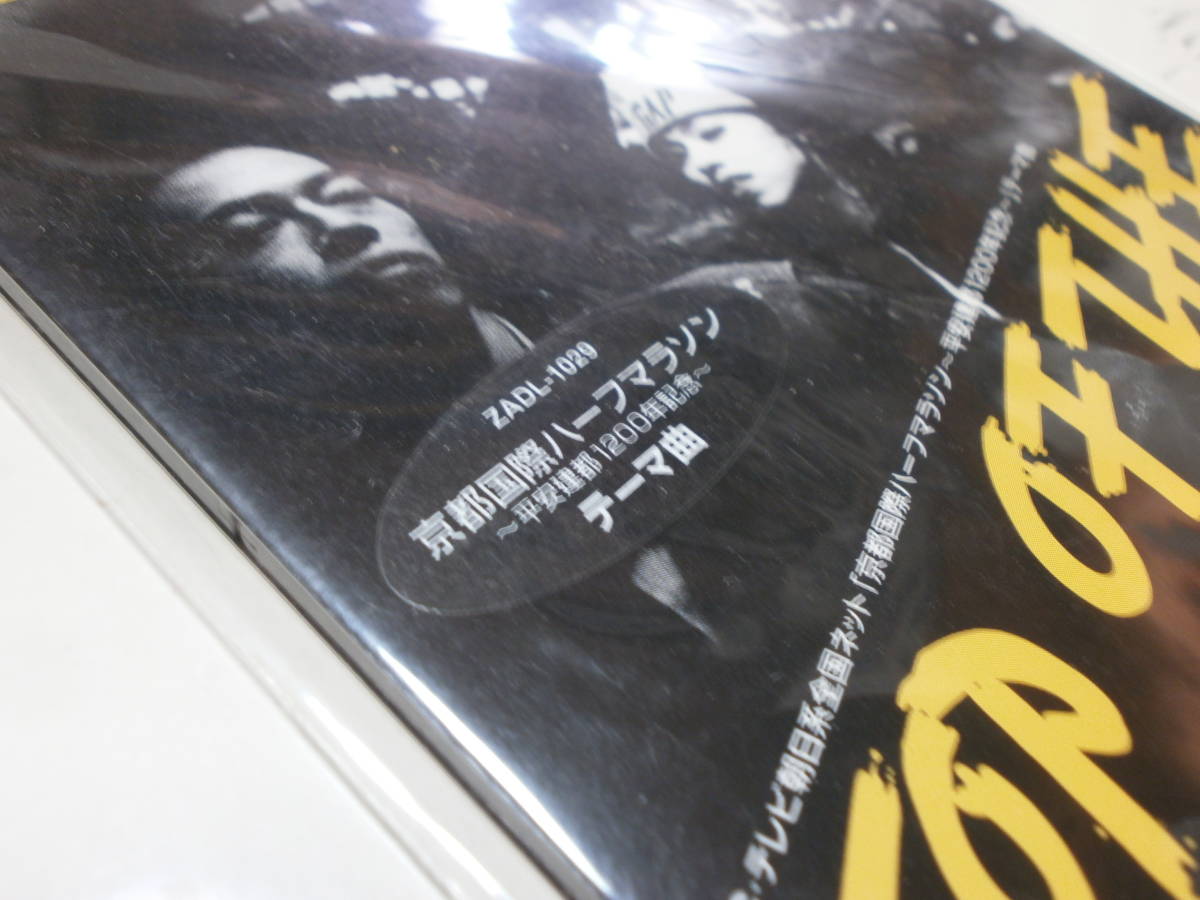 GAP
ZADL-1029
京都国際ハーフマラソン
~平安建都1200年記念~
テーマ曲
・テレビ朝日系全国ネット「京都国際ハーフマラソン~平安建都1200年記念~」テーマ曲
OF THE